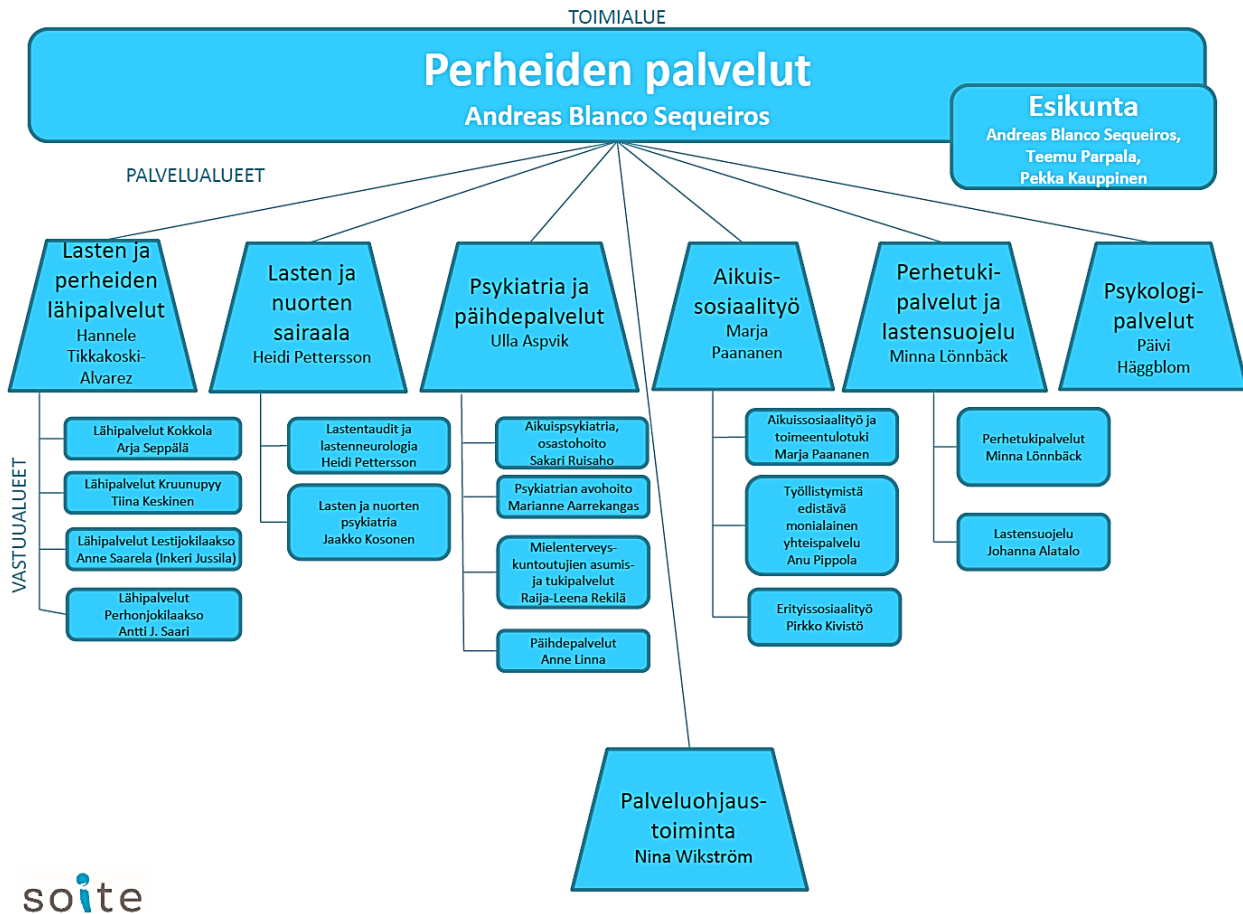 TOIMIALUE
Perheiden palvelut
Andreas Blanco Sequeiros
Esikunta
Andreas Blanco Sequeiros,
Teemu Parpala,
Pekka Kauppinen
PALVELUALUEET
Lasten ja
perheiden
lähipalvelut
Hannele
Tikkakoski-
Alvarez
Lasten ja
nuorten
sairaala
Heidi Pettersson
Psykiatria ja
päihdepalvelut
Ulla Aspvik
Aikuis-
sosiaalityö
Marja
Paananen
Perhetuki-
palvelut ja
lastensuojelu
Minna Lönnbäck
Psykologi-
palvelut
Päivi
Häggblom
VASTUUALUEET
Lähipalvelut Kokkola
Arja Seppälä
Lähipalvelut Kruunupyy
Tiina Keskinen
Lähipalvelut Lestijokilaakso
Anne Saarela (Inkeri Jussila)
Lähipalvelut
Perhonjokilaakso
Antti J. Saari
Lastentaudit ja
lastenneurologia
Heidi Pettersson
Lasten ja nuorten
psykiatria
Jaakko Kosonen
Aikuispsykiatria,
osastohoito
Sakari Ruisaho
Psykiatrian avohoito
Marianne Aarrekangas
Mielenterveys-
kuntoutujien asumis-
ja tukipalvelut
Raija-Leena Rekilä
Päihdepalvelut
Anne Linna
Aikuissosiaalityö ja
toimeentulotuki
Marja Paananen
Työllistymistä
edistävä
monialainen
yhteispalvelu
Anu Pippola
Erityissosiaalityö
Pirkko Kivistö
Perhetukipalvelut
Minna Lönnbäck
Lastensuojelu
Johanna Alatalo
Palveluohjaus-
toiminta
Nina Wikström
soite